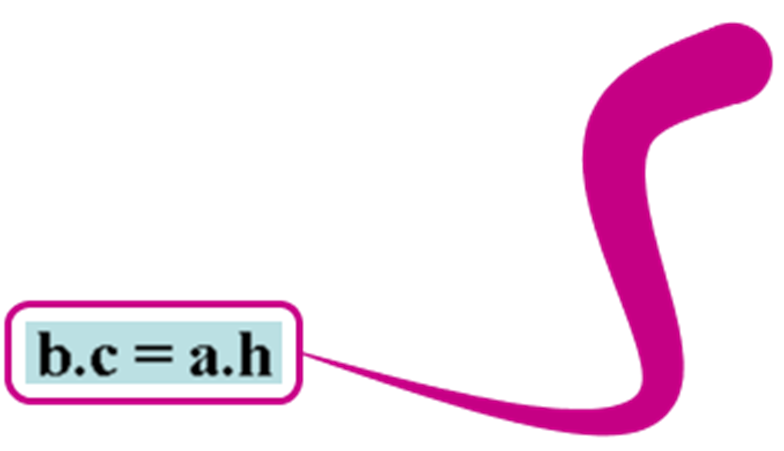 b.c = a.h